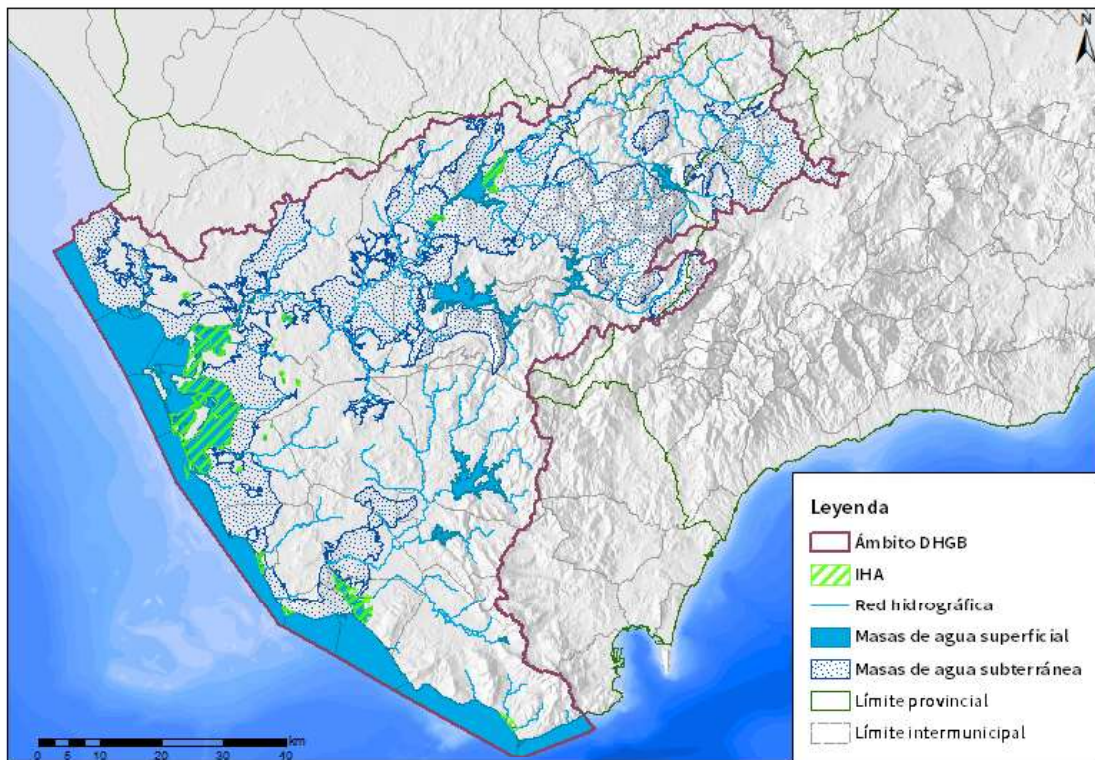 N
Leyenda
Ámbito DHGB
IHA
Red hidrográfica
Masas de agua superficial
Masas de agua subterránea
Límite provincial
Límite intermunicipal
km
0 5 10 20 30 40